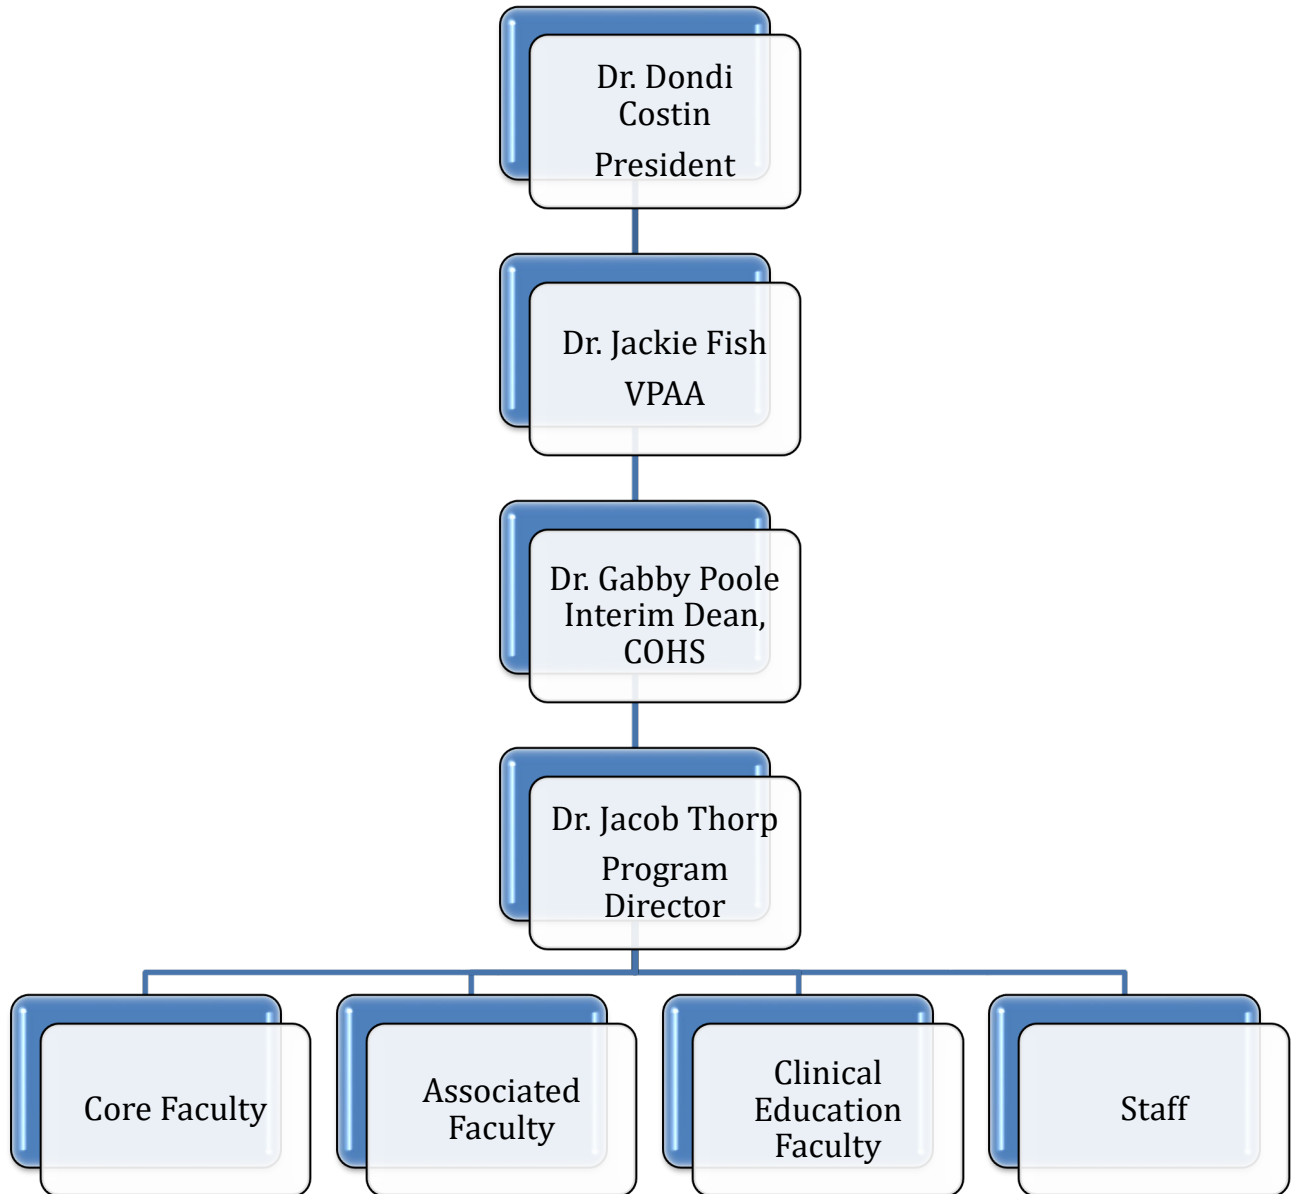 Dr. Dondi
Costin
President
Dr. Jackie Fish
VPAA
Dr. Gabby Poole
Interim Dean,
COHS
Dr. Jacob Thorp
Program
Director
Core Faculty
Associated
Faculty
Clinical
Education
Faculty
Staff